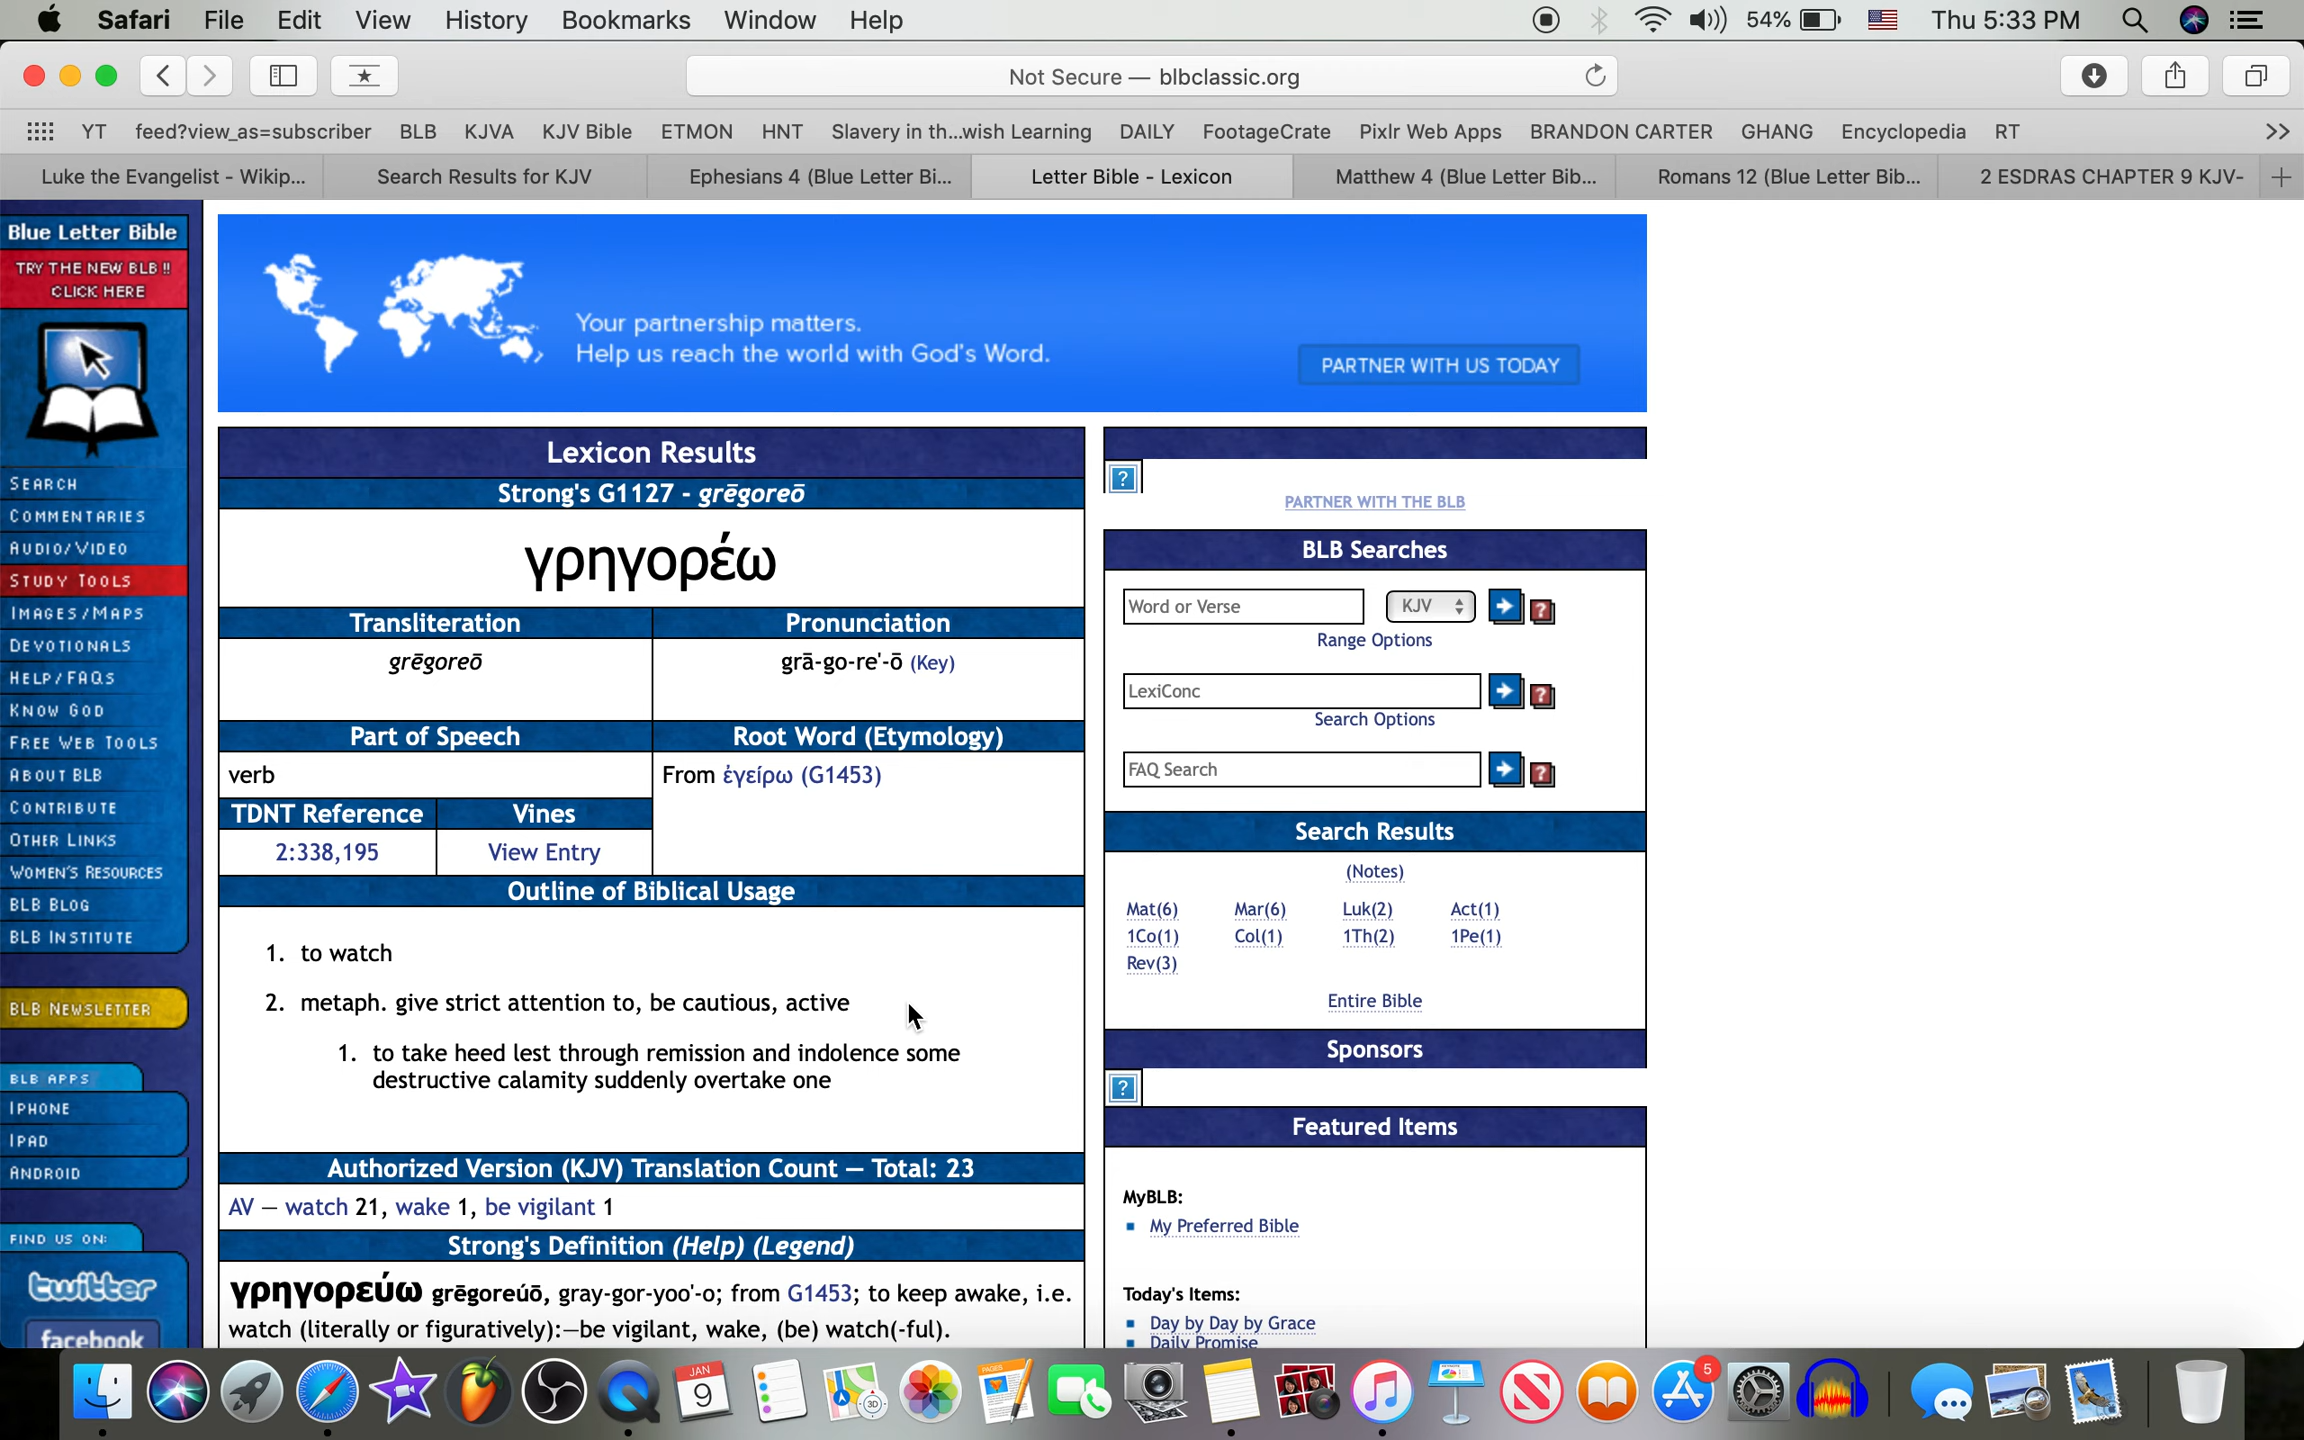 Safari File Edit View History Bookmarks Window Help 54% Thu 5:33 PM
Not Secure — blbclassic.org
YT feed?view_as=subscriber BLB KJVA KJV Bible ETMON HNT Slavery in th...wish Learning DAILY FootageCrate Pixlr Web Apps BRANDON CARTER GHANG Encyclopedia RT >>
Luke the Evangelist - Wikip... Search Results for KJV Ephesians 4 (Blue Letter Bi... Letter Bible - Lexicon Matthew 4 (Blue Letter Bib... Romans 12 (Blue Letter Bib... 2 ESDRAS CHAPTER 9 KJV-
Blue Letter Bible
TRY THE NEW BLB !!
CLICK HERE
SEARCH
COMMENTARIES
AUDIO/VIDEO
STUDY TOOLS
IMAGES/MAPS
DEVOTIONALS
HELP/FAQS
KNOW GOD
FREE WEB TOOLS
ABOUT BLB
CONTRIBUTE
OTHER LINKS
WOMEN'S RESOURCES
BLB BLOG
BLB INSTITUTE
BLB NEWSLETTER
BLB APPS
IPHONE
IPAD
ANDROID
FIND US ON:
twitter
facebook
Your partnership matters.
Help us reach the world with God's Word.
PARTNER WITH US TODAY
Lexicon Results
Strong's G1127 - grēgoreō
γρηγορέω
Transliteration Pronunciation
grēgoreō grā-go-re'-ō (Key)
Part of Speech Root Word (Etymology)
verb From ἐγείρω (G1453)
TDNT Reference Vines
2:338,195 View Entry
Outline of Biblical Usage
1. to watch
2. metaph. give strict attention to, be cautious, active
1. to take heed lest through remission and indolence some
destructive calamity suddenly overtake one
Authorized Version (KJV) Translation Count — Total: 23
AV — watch 21, wake 1, be vigilant 1
Strong's Definition (Help) (Legend)
γρηγορεύω grēgoreúō, gray-gor-yoo'-o; from G1453; to keep awake, i.e.
watch (literally or figuratively):—be vigilant, wake, (be) watch(-ful).
PARTNER WITH THE BLB
BLB Searches
Word or Verse KJV
Range Options
LexiConc
Search Options
FAQ Search
Search Results
(Notes)
Mat(6) Mar(6) Luk(2) Act(1)
1Co(1) Col(1) 1Th(2) 1Pe(1)
Rev(3)
Entire Bible
Sponsors
Featured Items
MyBLB:
My Preferred Bible
Today's Items:
Day by Day by Grace
Daily Promise
JAN
9
3D
PAGES
5